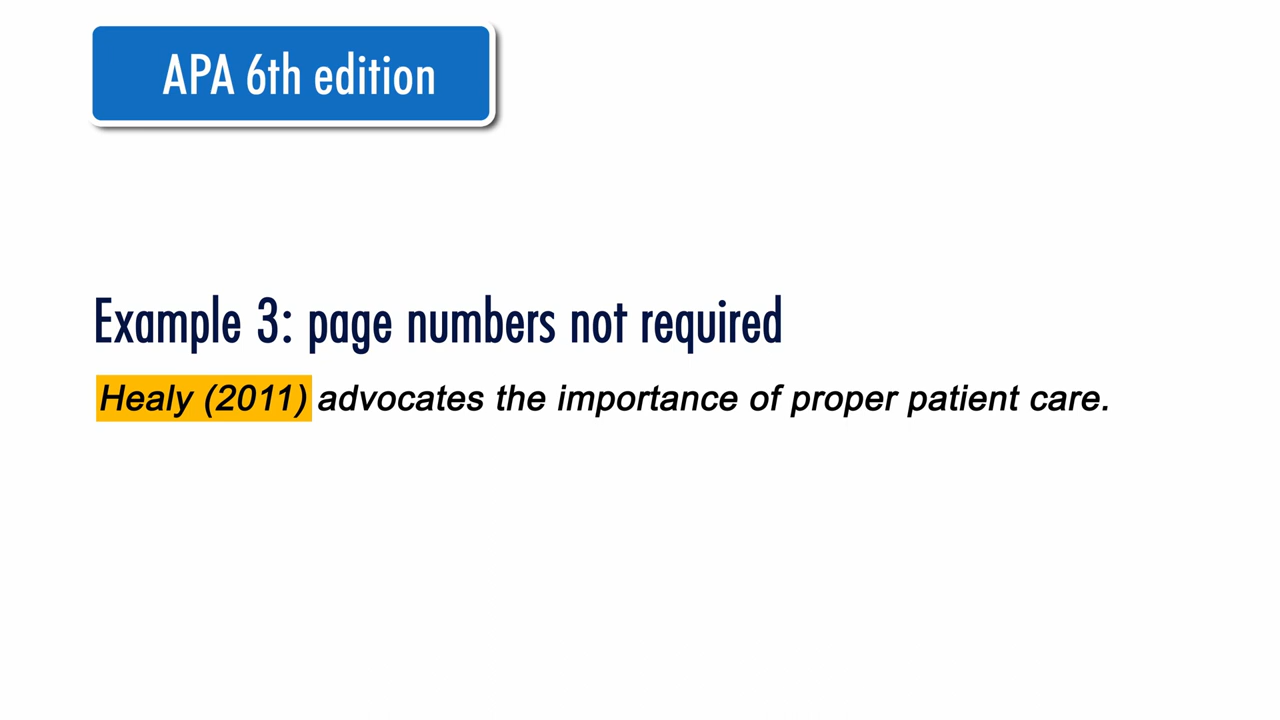 APA 6th edition
Example 3: page numbers not required
Healy (2011) advocates the importance of proper patient care.